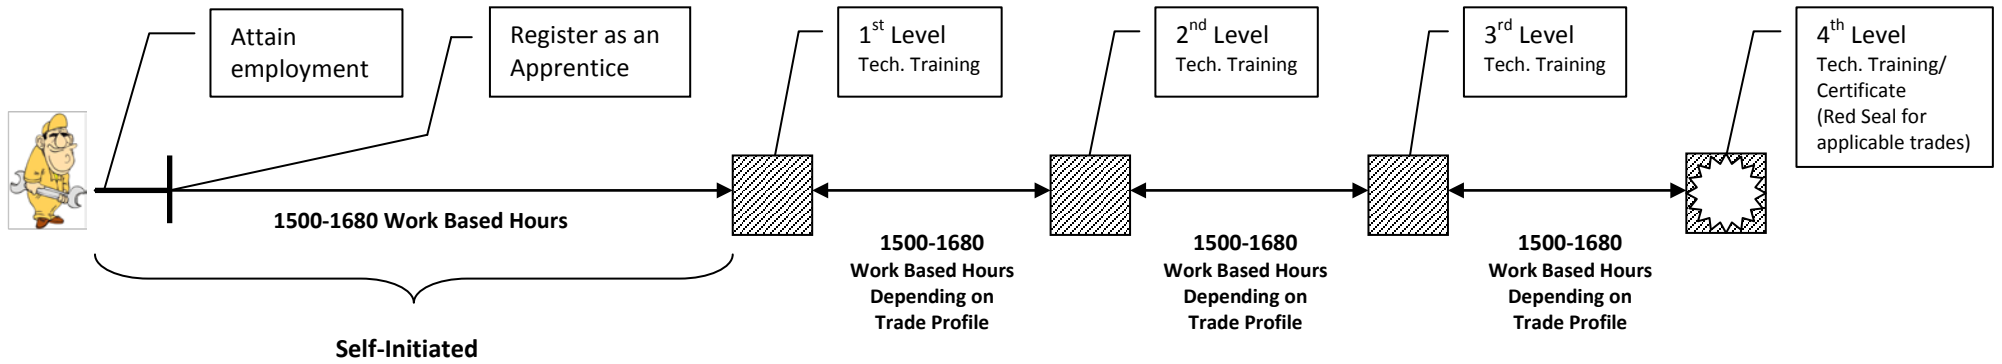 Attain
employment
Register as an
Apprentice
1st Level
Tech. Training
2nd Level
Tech. Training
3rd Level
Tech. Training
4th Level
Tech. Training/
Certificate
(Red Seal for
applicable trades)
1500-1680 Work Based Hours
1500-1680
Work Based Hours
Depending on
Trade Profile
1500-1680
Work Based Hours
Depending on
Trade Profile
1500-1680
Work Based Hours
Depending on
Trade Profile
Self-Initiated